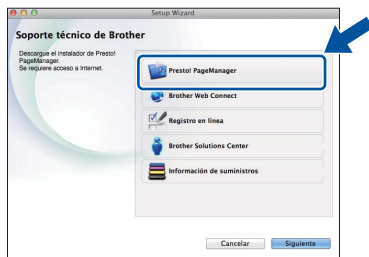 Setup Wizard
Soporte técnico de Brother
Descargue el instalador de Presto!
PageManager.
Se requiere acceso a Internet.
Presto! PageManager
Brother Web Connect
Registro en línea
Brother Solutions Center
Información de suministros
Cancelar
Siguiente